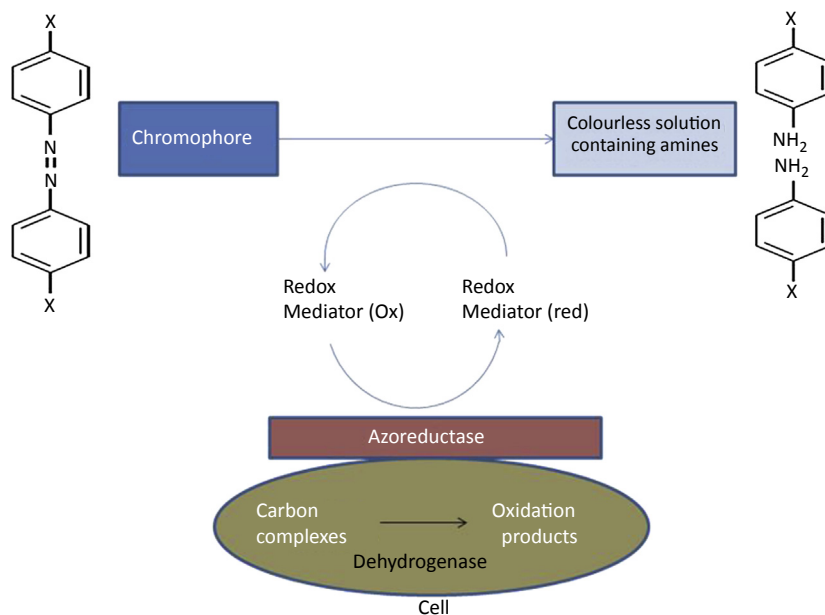 X
N
N
X
Chromophore
Colourless solution
containing amines
X
NH₂
NH₂
X
Redox
Mediator (Ox)
Redox
Mediator (red)
Azoreductase
Carbon
complexes
Oxidation
products
Dehydrogenase
Cell